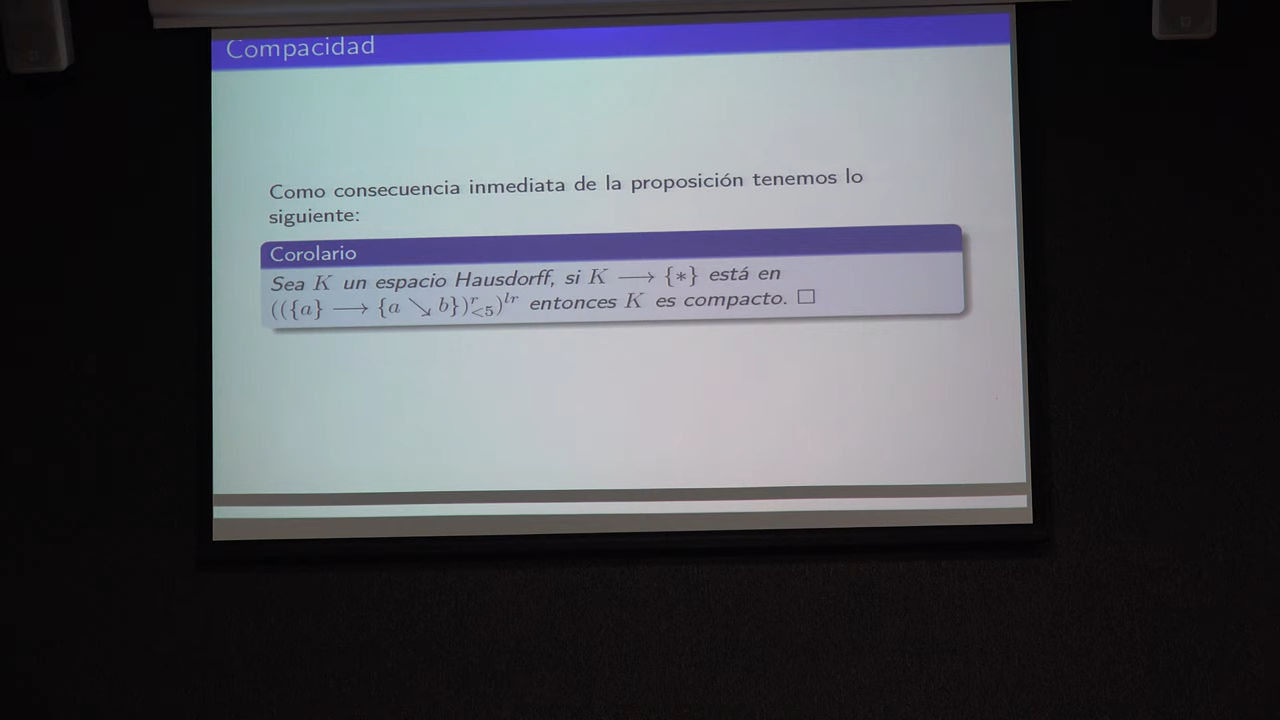 Compacidad
Como consecuencia inmediata de la proposición tenemos lo
siguiente:
Corolario
Sea K un espacio Hausdorff, si K ⟶ {∗} está en
(({a} ⟶ {a ↘ b})^r_{<5})^{lr} entonces K es compacto. □